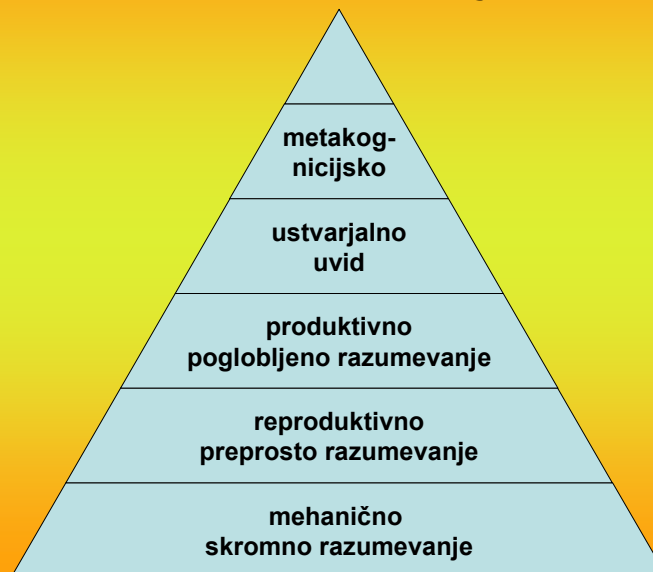 metakog-
nicijsko
ustvarjalno
uvid
produktivno
poglobljeno razumevanje
reproduktivno
preprosto razumevanje
mehanično
skromno razumevanje